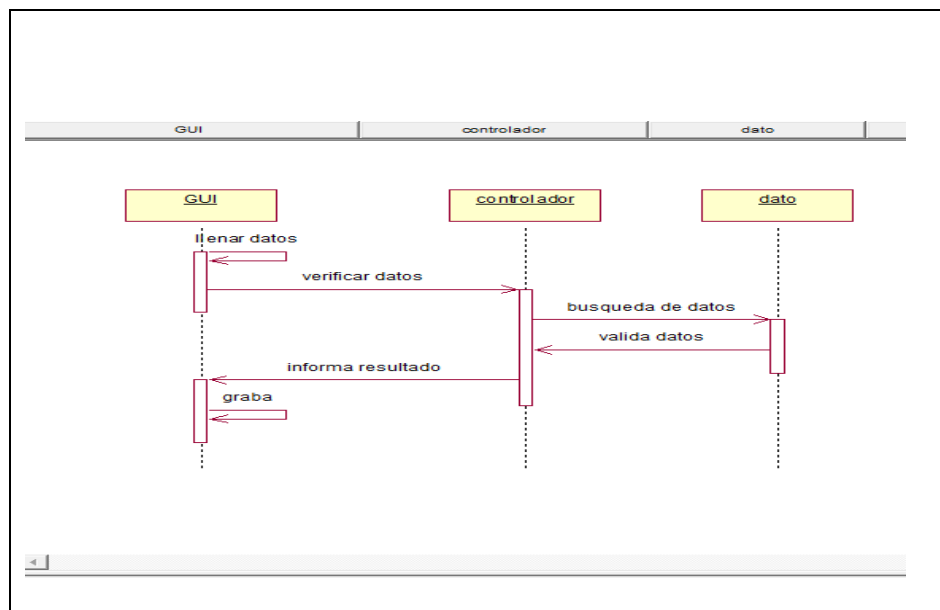 GUI controlador dato
GUI controlador dato
llenar datos
verificar datos
busqueda de datos
valida datos
informa resultado
graba